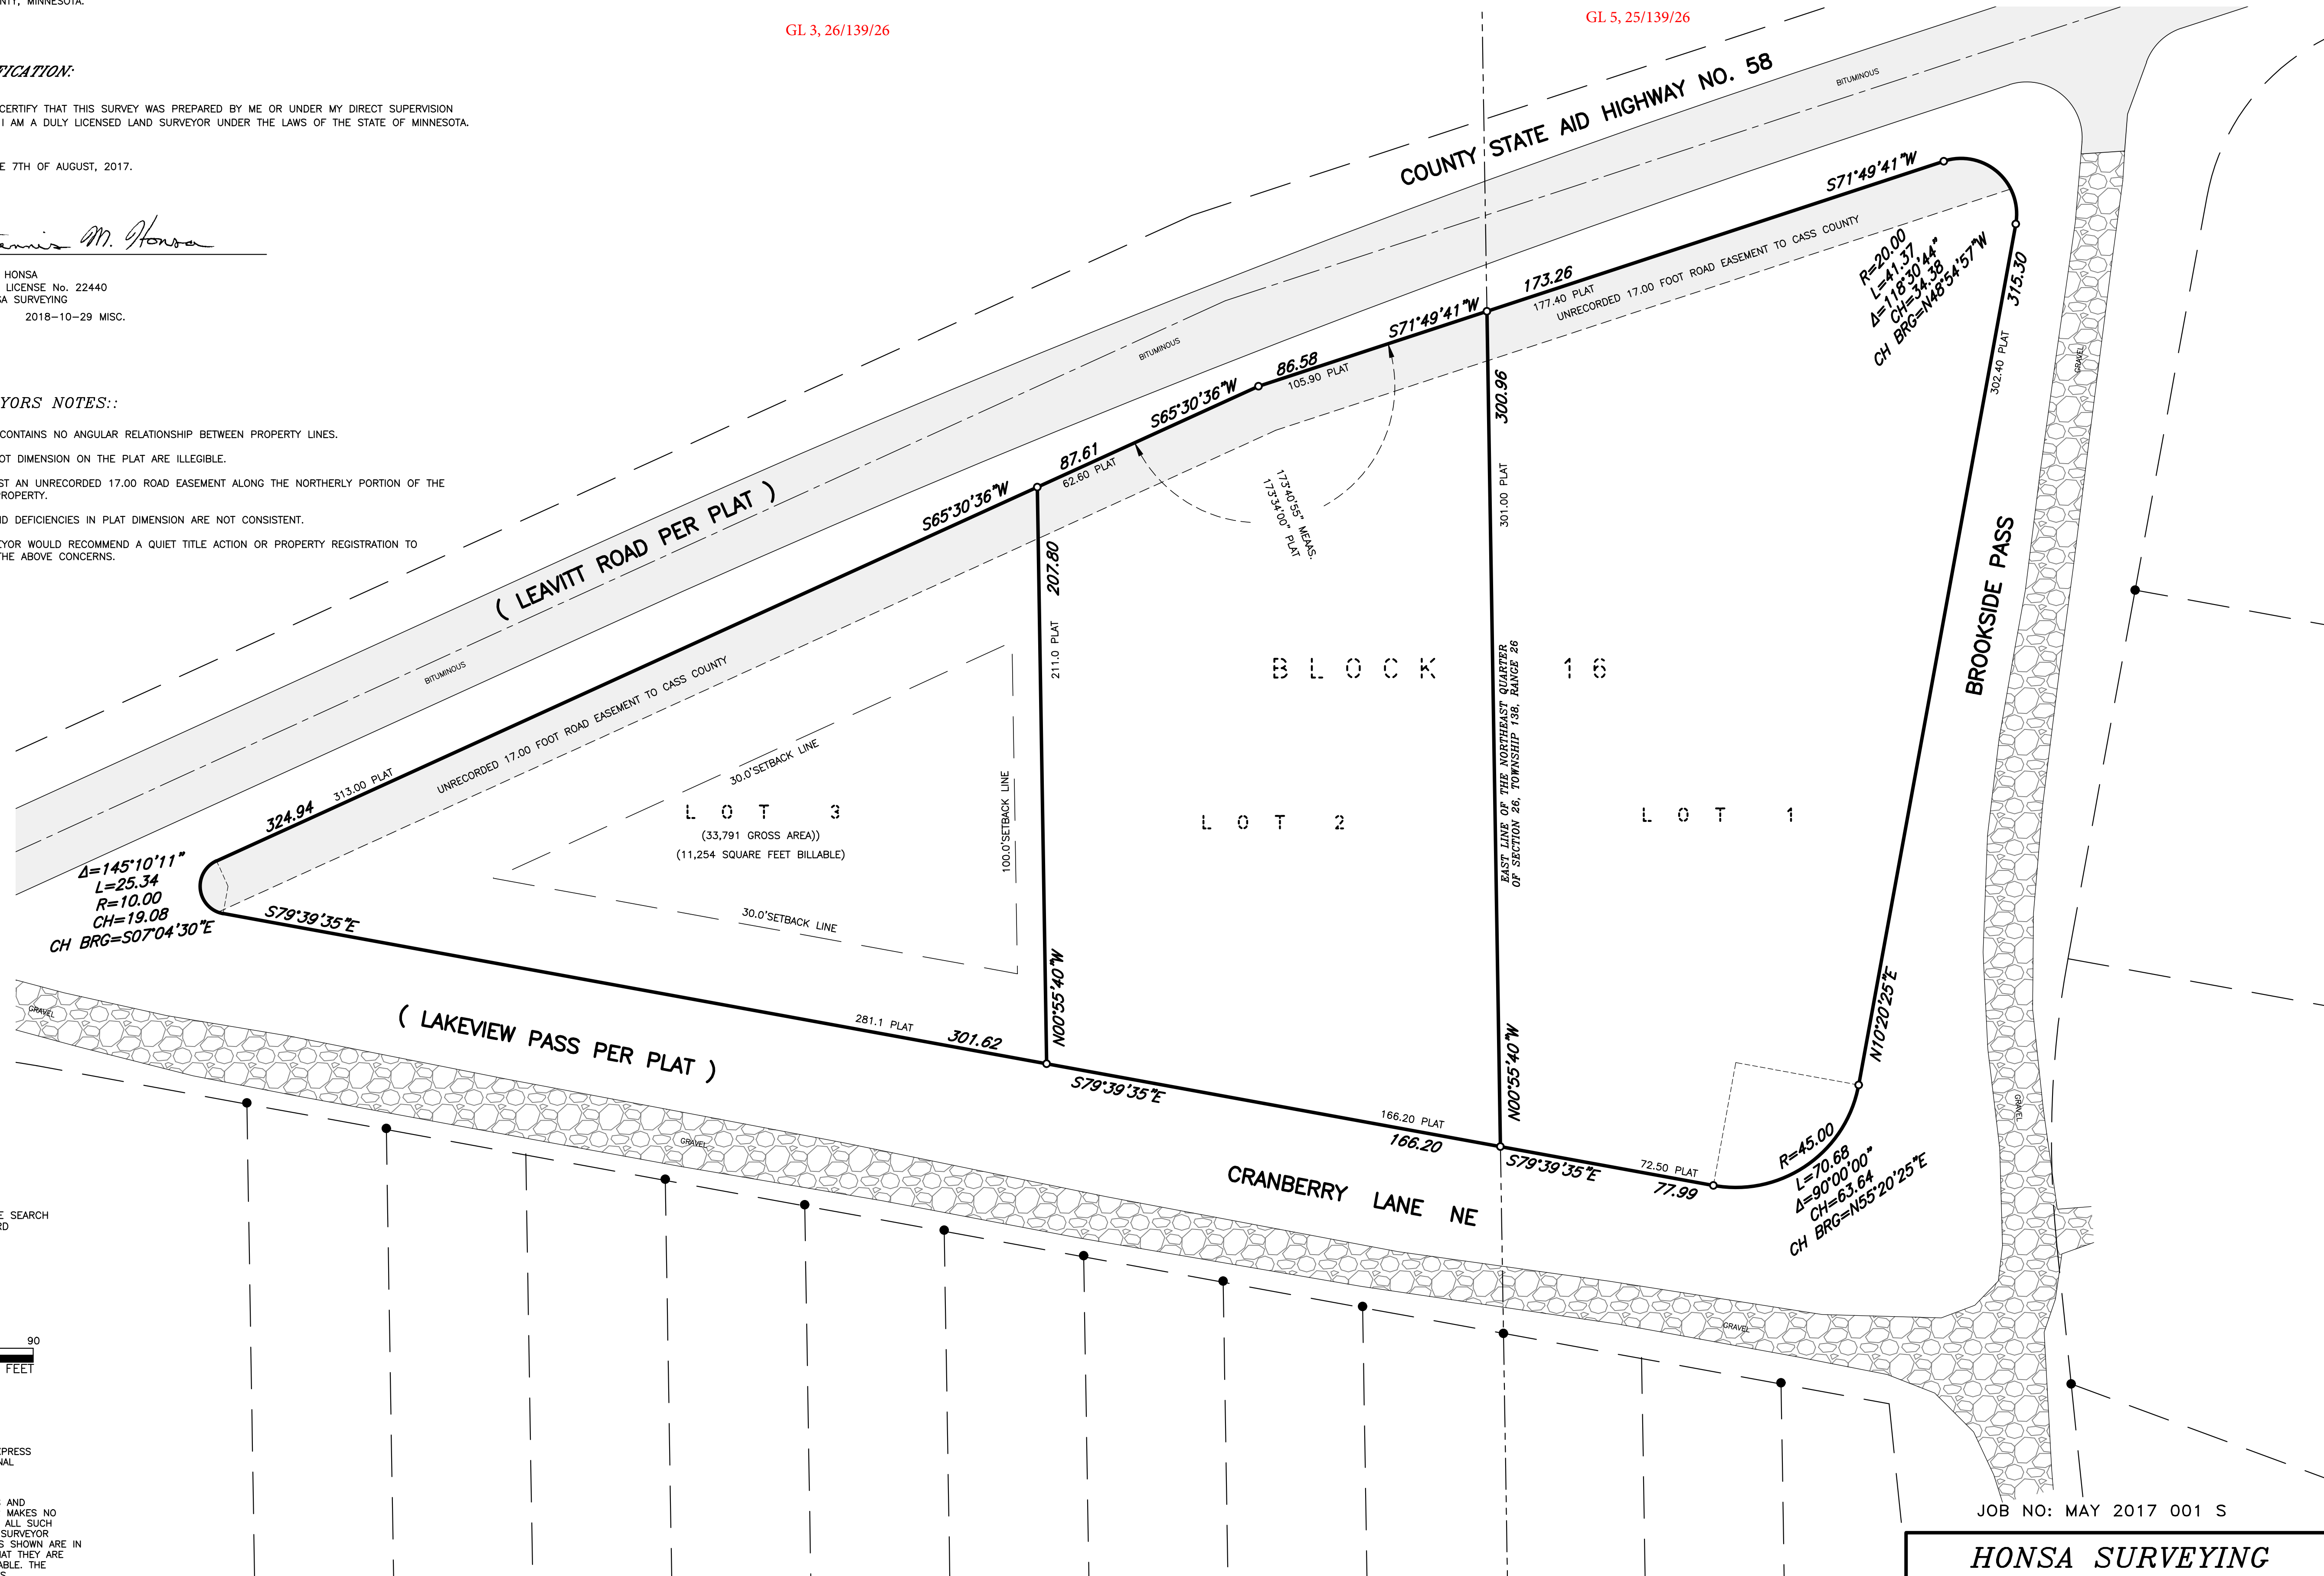 NTY, MINNESOTA.
GL 3, 26/139/26
GL 5, 25/139/26
FICATION:
CERTIFY THAT THIS SURVEY WAS PREPARED BY ME OR UNDER MY DIRECT SUPERVISION
I AM A DULY LICENSED LAND SURVEYOR UNDER THE LAWS OF THE STATE OF MINNESOTA.
E 7TH OF AUGUST, 2017.
ennis M. Honsa
HONSA
LICENSE No. 22440
SA SURVEYING
2018-10-29 MISC.
YORS NOTES::
CONTAINS NO ANGULAR RELATIONSHIP BETWEEN PROPERTY LINES.
OT DIMENSION ON THE PLAT ARE ILLEGIBLE.
ST AN UNRECORDED 17.00 ROAD EASEMENT ALONG THE NORTHERLY PORTION OF THE
PROPERTY.
ND DEFICIENCIES IN PLAT DIMENSION ARE NOT CONSISTENT.
EYOR WOULD RECOMMEND A QUIET TITLE ACTION OR PROPERTY REGISTRATION TO
THE ABOVE CONCERNS.
COUNTY STATE AID HIGHWAY NO. 58
BITUMINOUS
S71°49'41"W
173.26
177.40 PLAT
UNRECORDED 17.00 FOOT ROAD EASEMENT TO CASS COUNTY
R=20.00
L=41.37
Δ=118°30'44"
CH=34.38
CH BRG=N48°54'57"W
315.30
302.40 PLAT
GRAVEL
BITUMINOUS
S71°49'41"W
86.58
105.90 PLAT
S65°30'36"W
87.61
62.60 PLAT
173°40'55" MEAS.
173°34'00" PLAT
300.96
301.00 PLAT
S65°30'36"W
( LEAVITT ROAD PER PLAT )
207.80
211.0 PLAT
BROOKSIDE PASS
BLOCK 16
EAST LINE OF THE NORTHEAST QUARTER
OF SECTION 26, TOWNSHIP 138, RANGE 26
BITUMINOUS
UNRECORDED 17.00 FOOT ROAD EASEMENT TO CASS COUNTY
313.00 PLAT
324.94
30.0'SETBACK LINE
100.0'SETBACK LINE
LOT 3
(33,791 GROSS AREA))
(11,254 SQUARE FEET BILLABLE)
LOT 2
LOT 1
Δ=145°10'11"
L=25.34
R=10.00
CH=19.08
CH BRG=S07°04'30"E
S79°39'35"E
30.0'SETBACK LINE
N00°55'40"W
N00°55'40"W
N10°20'25"E
GRAVEL
( LAKEVIEW PASS PER PLAT )
281.1 PLAT
301.62
S79°39'35"E
166.20 PLAT
166.20
S79°39'35"E
72.50 PLAT
77.99
R=45.00
L=70.68
Δ=90°00'00"
CH=63.64
CH BRG=N55°20'25"E
GRAVEL
GRAVEL
CRANBERRY LANE NE
GRAVEL
E SEARCH
RD
90
FEET
XPRESS
NAL
S AND
MAKES NO
ALL SUCH
SURVEYOR
S SHOWN ARE IN
HAT THEY ARE
ABLE. THE
JOB NO: MAY 2017 001 S
HONSA SURVEYING